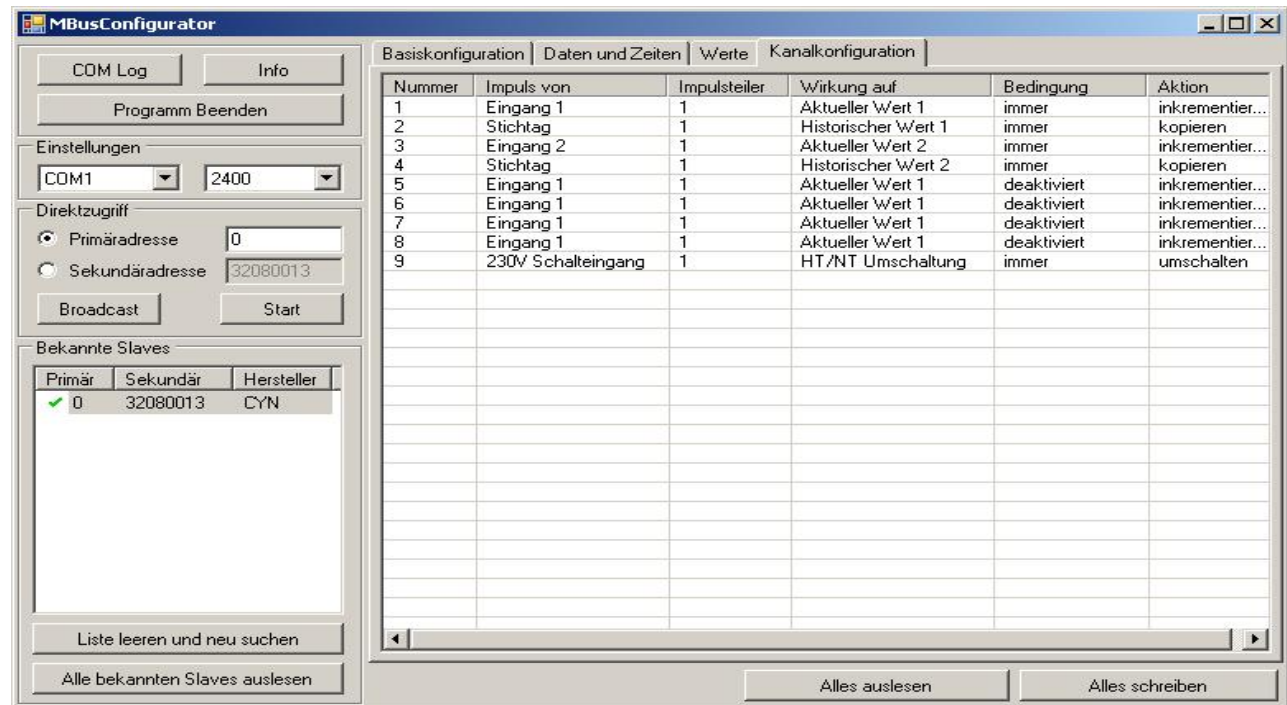 MBusConfigurator
COM Log Info
Programm Beenden
Einstellungen
COM1 2400
Direktzugriff
Primäradresse 0
Sekundäradresse 32080013
Broadcast Start
Bekannte Slaves
Primär Sekundär Hersteller
0 32080013 CYN
Liste leeren und neu suchen
Alle bekannten Slaves auslesen
Basiskonfiguration Daten und Zeiten Werte Kanalkonfiguration
Nummer Impuls von Impulsteiler Wirkung auf Bedingung Aktion
1 Eingang 1 1 Aktueller Wert 1 immer inkrementier...
2 Stichtag 1 Historischer Wert 1 immer kopieren
3 Eingang 2 1 Aktueller Wert 2 immer inkrementier...
4 Stichtag 1 Historischer Wert 2 immer kopieren
5 Eingang 1 1 Aktueller Wert 1 deaktiviert inkrementier...
6 Eingang 1 1 Aktueller Wert 1 deaktiviert inkrementier...
7 Eingang 1 1 Aktueller Wert 1 deaktiviert inkrementier...
8 Eingang 1 1 Aktueller Wert 1 deaktiviert inkrementier...
9 230V Schalteingang 1 HT/NT Umschaltung immer umschalten
Alles auslesen Alles schreiben